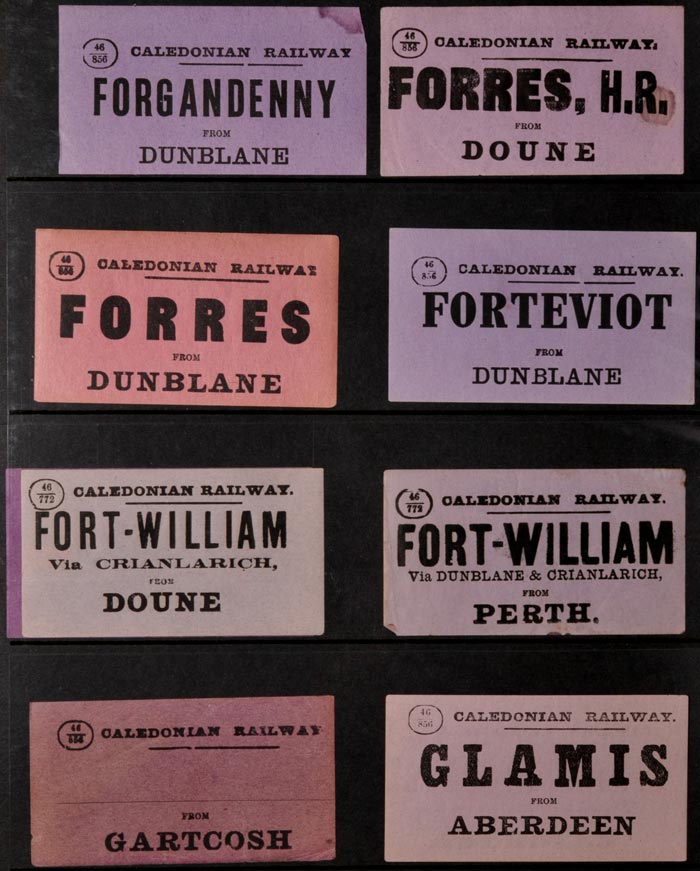 46
856
CALEDONIAN RAILWAY
FORGANDENNY
FROM
DUNBLANE
46
856
CALEDONIAN RAILWAY.
FORRES, H.R.
FROM
DOUNE
46
856
CALEDONIAN RAILWAY
FORRES
FROM
DUNBLANE
46
856
CALEDONIAN RAILWAY.
FORTEVIOT
FROM
DUNBLANE
46
772
CALEDONIAN RAILWAY.
FORT-WILLIAM
Via CRIANLARICH,
FROM
DOUNE
46
772
CALEDONIAN RAILWAY.
FORT-WILLIAM
Via DUNBLANE & CRIANLARICH,
FROM
PERTH.
46
856
CALEDONIAN RAILWAY
FROM
GARTCOSH
46
856
CALEDONIAN RAILWAY.
GLAMIS
FROM
ABERDEEN